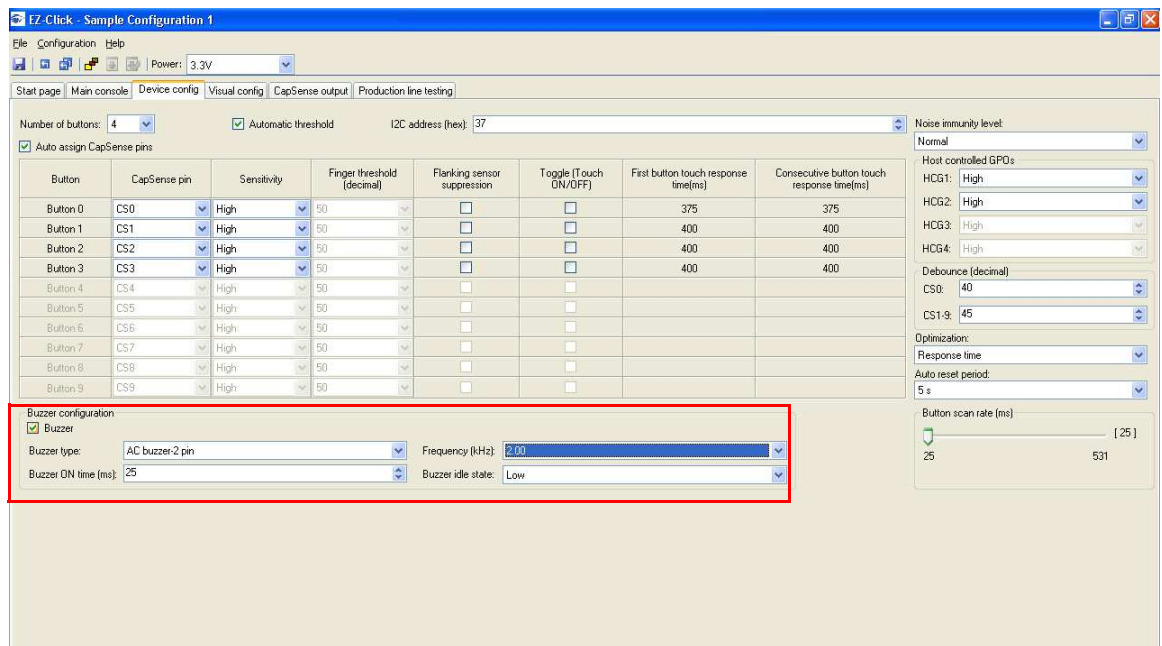 EZ-Click - Sample Configuration 1
File Configuration Help
Power: 3.3V
Start page Main console Device config Visual config CapSense output Production line testing
Number of buttons: 4 Automatic threshold I2C address (hex): 37
Auto assign CapSense pins
Button CapSense pin Sensitivity Finger threshold (decimal) Flanking sensor suppression Toggle (Touch ON/OFF) First button touch response time(ms) Consecutive button touch response time(ms)
Button 0 CS0 High 50 375 375
Button 1 CS1 High 50 400 400
Button 2 CS2 High 50 400 400
Button 3 CS3 High 50 400 400
Button 4 CS4 High 50
Button 5 CS5 High 50
Button 6 CS6 High 50
Button 7 CS7 High 50
Button 8 CS8 High 50
Button 9 CS9 High 50
Noise immunity level:
Normal
Host controlled GPOs
HCG1: High
HCG2: High
HCG3: High
HCG4: High
Debounce (decimal)
CS0: 40
CS1-9: 45
Optimization:
Response time
Auto reset period:
5 s
Button scan rate (ms)
[ 25 ]
25 531
Buzzer configuration
Buzzer
Buzzer type: AC buzzer-2 pin Frequency (kHz): 2.00
Buzzer ON time (ms): 25 Buzzer idle state: Low